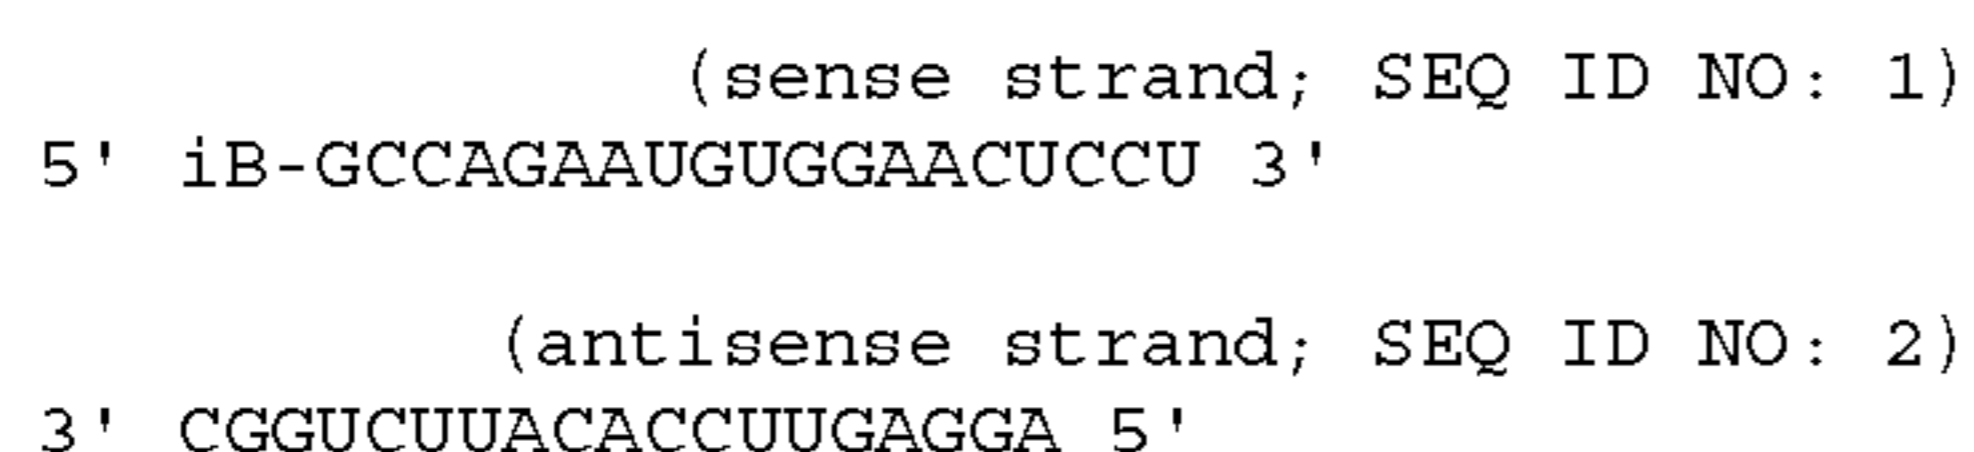 (sense strand; SEQ ID NO: 1)
5' iB-GCCAGAAUGUGGAACUCCU 3'
(antisense strand; SEQ ID NO: 2)
3' CGGUCUUACACCUUGAGGA 5'